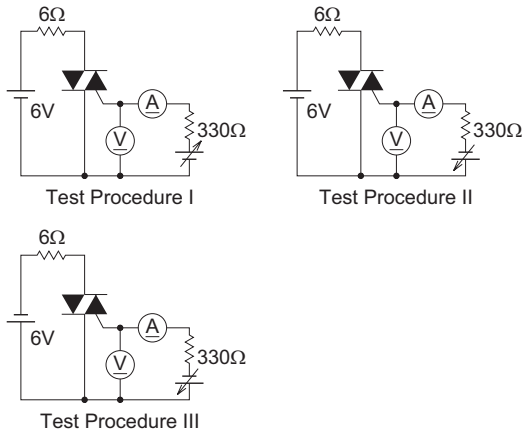 6Ω
6V
A
V
330Ω
Test Procedure I
6Ω
6V
A
V
330Ω
Test Procedure II
6Ω
6V
A
V
330Ω
Test Procedure III